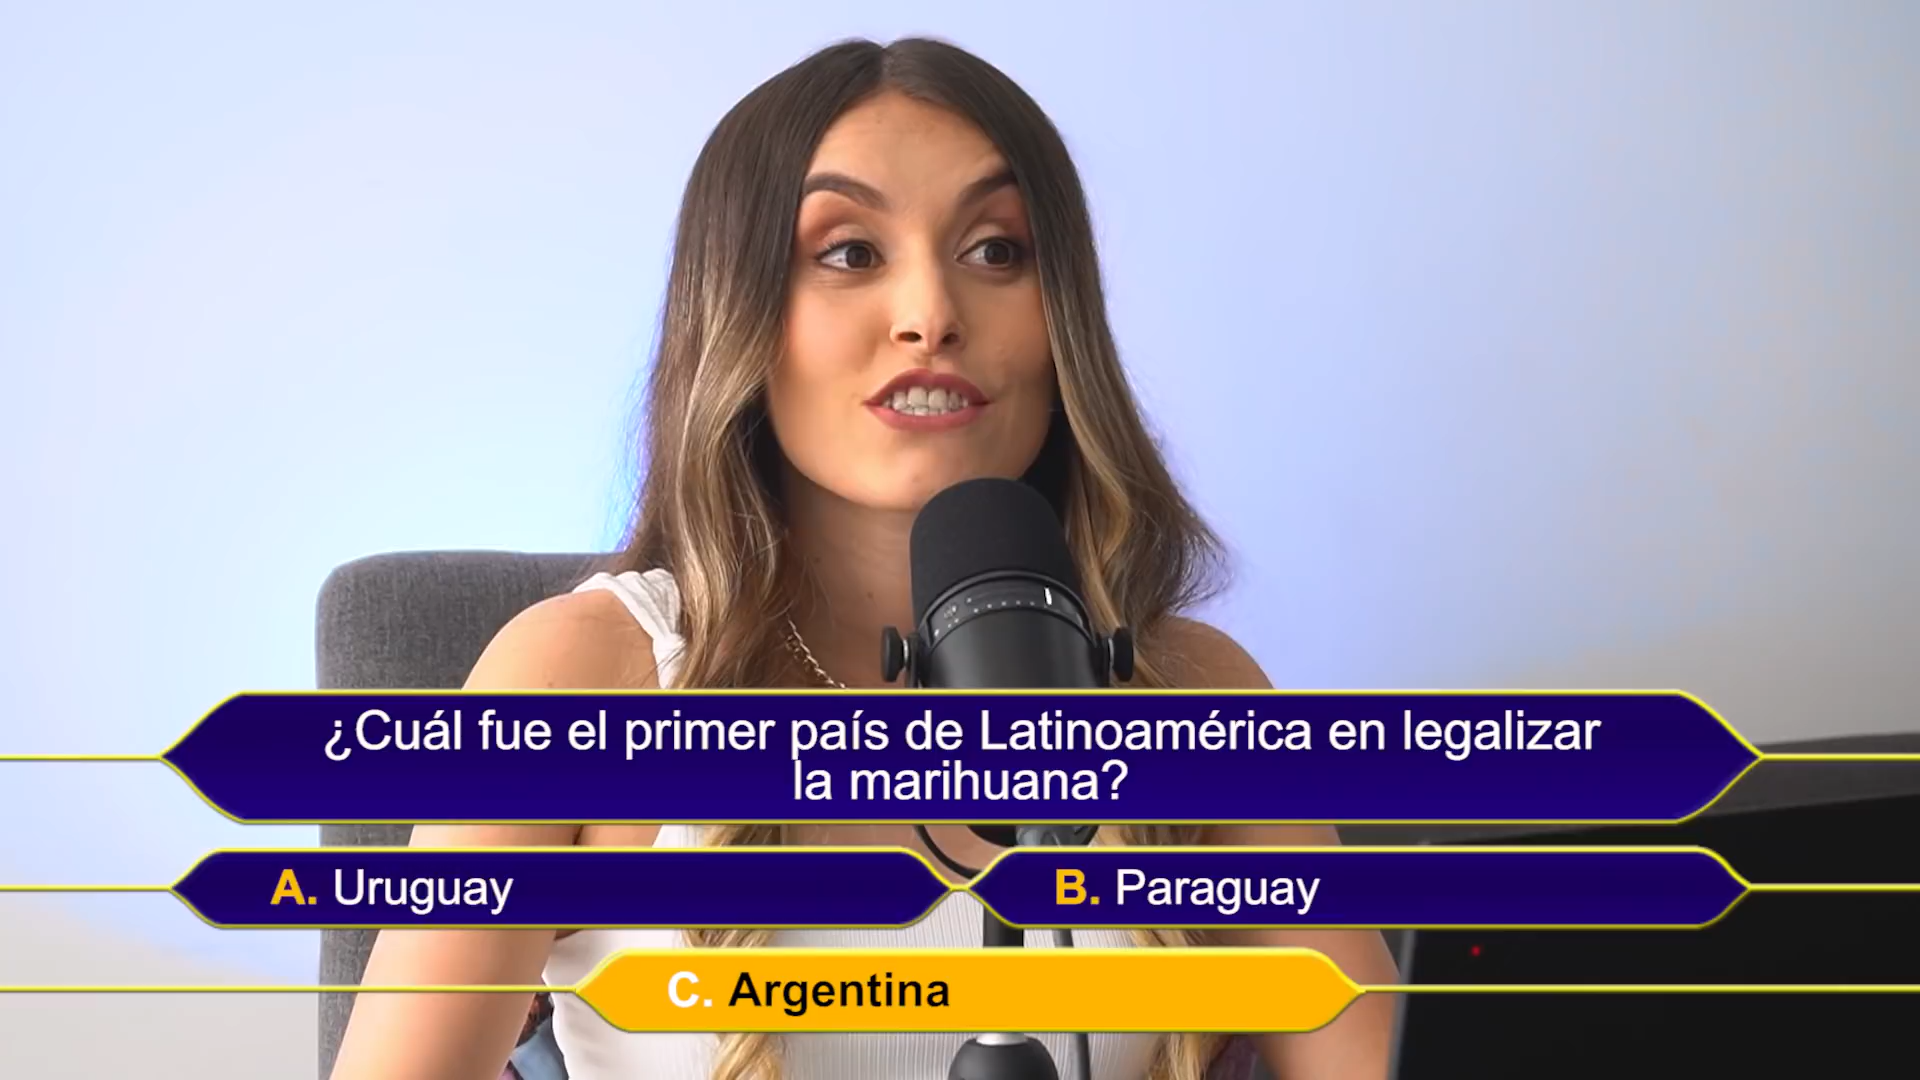 ¿Cuál fue el primer país de Latinoamérica en legalizar
la marihuana?
A. Uruguay
B. Paraguay
C. Argentina